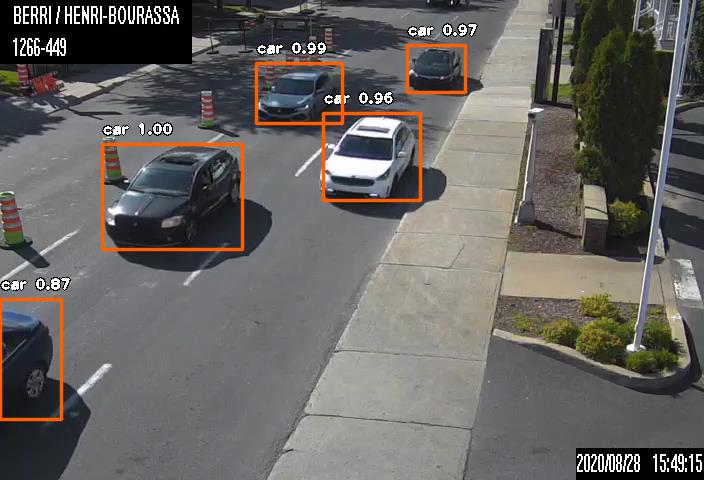 BERRI / HENRI-BOURASSA
1266-449
car 0.97
car 0.99
car 0.96
car 1.00
car 0.87
2020/08/28 15:49:15